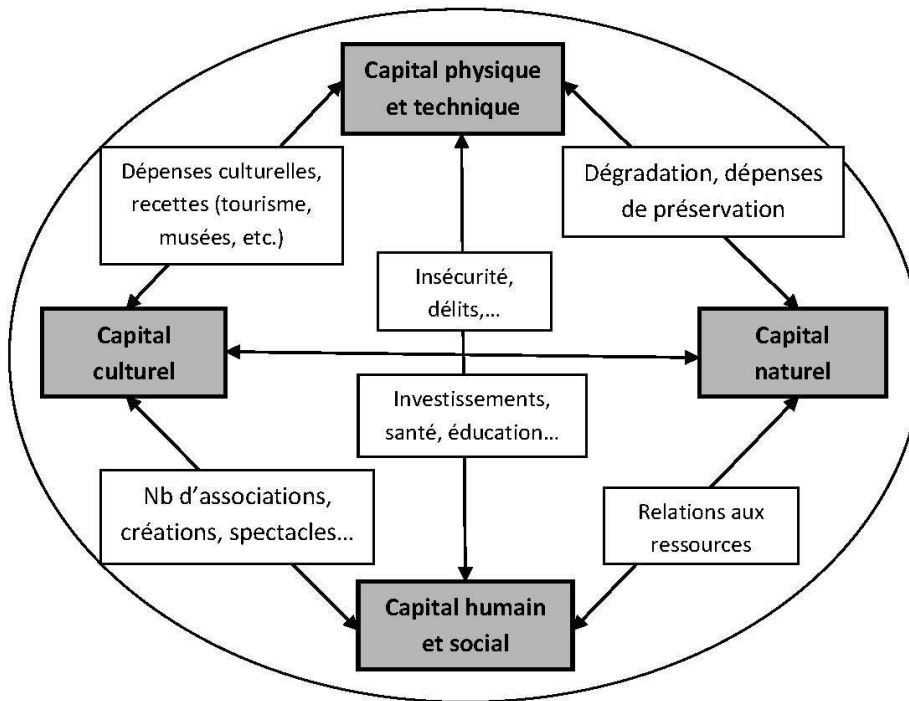 Capital physique
et technique
Dépenses culturelles,
recettes (tourisme,
musées, etc.)
Dégradation, dépenses
de préservation
Insécurité,
délits,...
Capital
culturel
Capital
naturel
Investissements,
santé, éducation...
Nb d'associations,
créations, spectacles...
Relations aux
ressources
Capital humain
et social